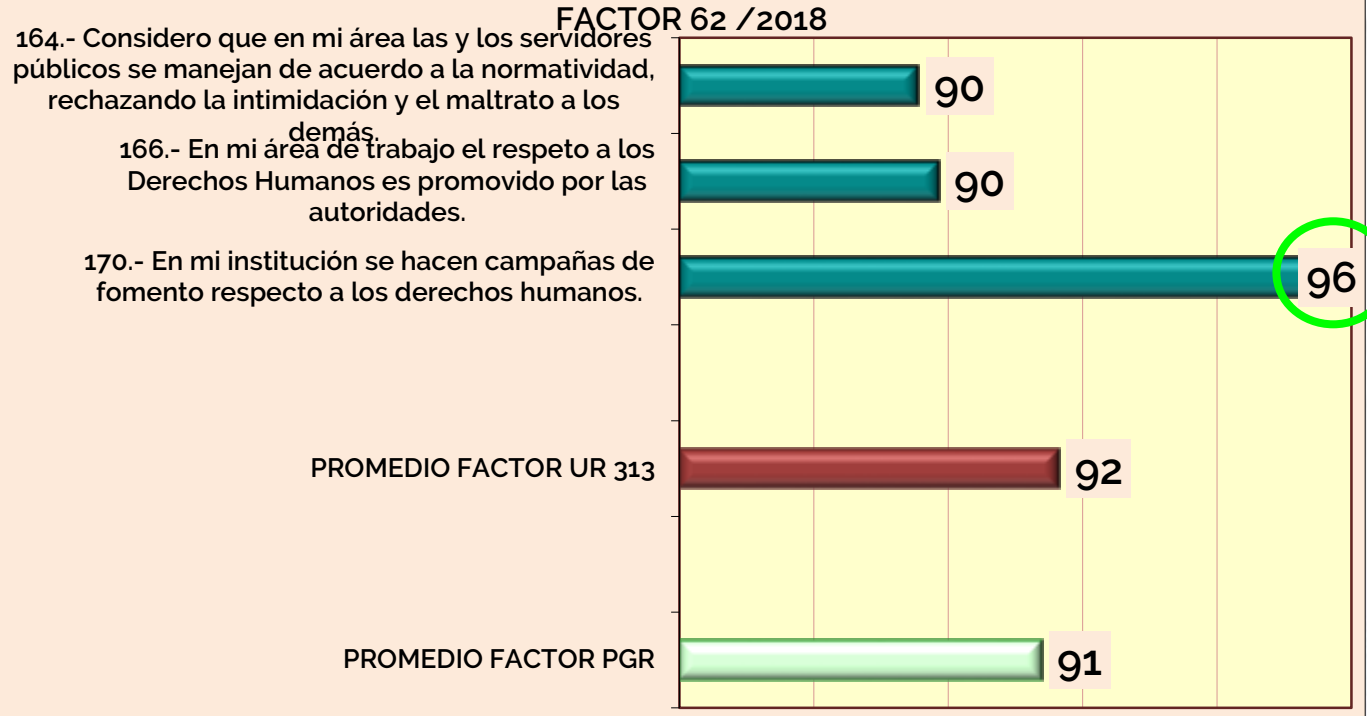 FACTOR 62 /2018
164.- Considero que en mi área las y los servidores
públicos se manejan de acuerdo a la normatividad,
rechazando la intimidación y el maltrato a los
demás.
90
166.- En mi área de trabajo el respeto a los
Derechos Humanos es promovido por las
autoridades.
90
170.- En mi institución se hacen campañas de
fomento respecto a los derechos humanos.
96
PROMEDIO FACTOR UR 313
92
PROMEDIO FACTOR PGR
91